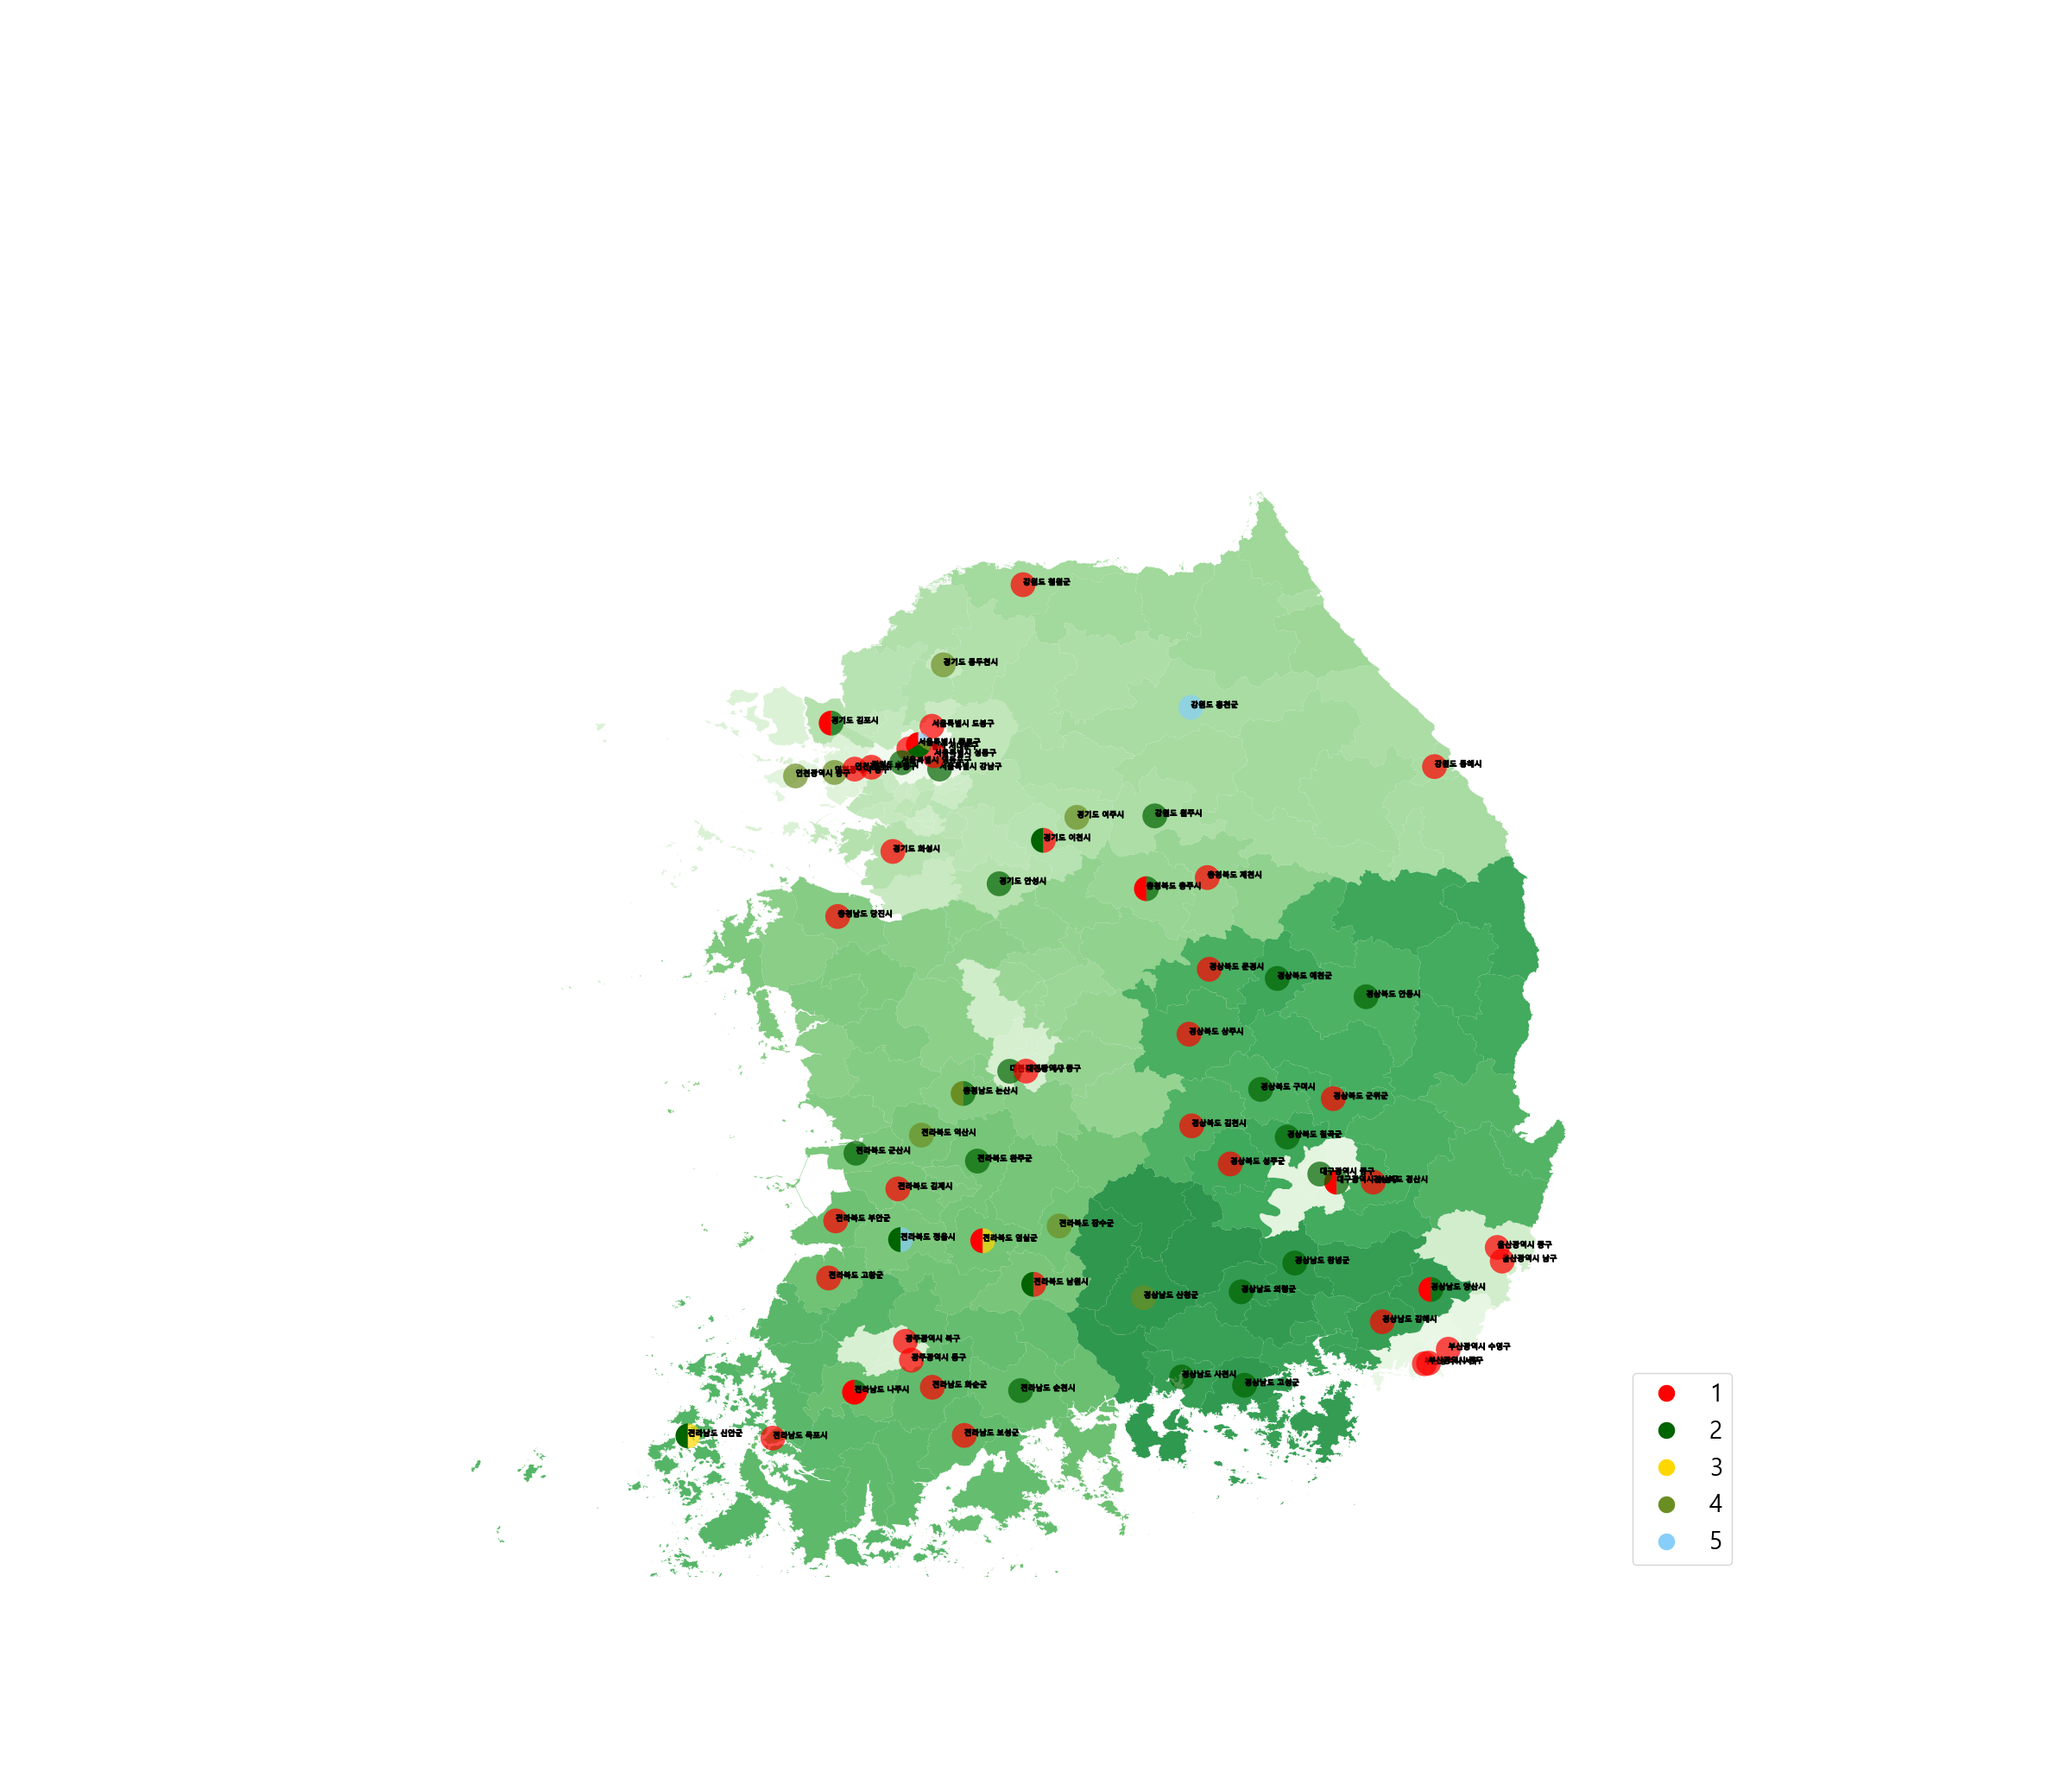 강원도 철원군
경기도 동두천시
강원도 홍천군
경기도 김포시
서울특별시 도봉구
서울특별시 종로구
서울특별시 성동구
서울특별시 강남구
강원도 동해시
인천광역시 중구
경기도 여주시
강원도 원주시
경기도 이천시
경기도 화성시
경기도 안성시
충청북도 제천시
충청북도 충주시
충청남도 당진시
경상북도 문경시
경상북도 예천군
경상북도 안동시
경상북도 상주시
대전광역시 동구
충청남도 논산시
경상북도 구미시
경상북도 군위군
경상북도 김천시
전라북도 익산시
경상북도 칠곡군
전라북도 군산시
전라북도 완주군
경상북도 성주군
대구광역시 중구
경상북도 경산시
전라북도 김제시
전라북도 부안군
전라북도 장수군
전라북도 정읍시
전라북도 임실군
울산광역시 중구
울산광역시 남구
경상남도 창녕군
전라북도 고창군
전라북도 남원시
경상남도 의령군
경상남도 양산시
경상남도 산청군
경상남도 김해시
광주광역시 북구
부산광역시 수영구
광주광역시 동구
경상남도 사천시
전라남도 나주시
전라남도 화순군
전라남도 순천시
경상남도 고성군
전라남도 신안군
전라남도 목포시
전라남도 보성군
1
2
3
4
5